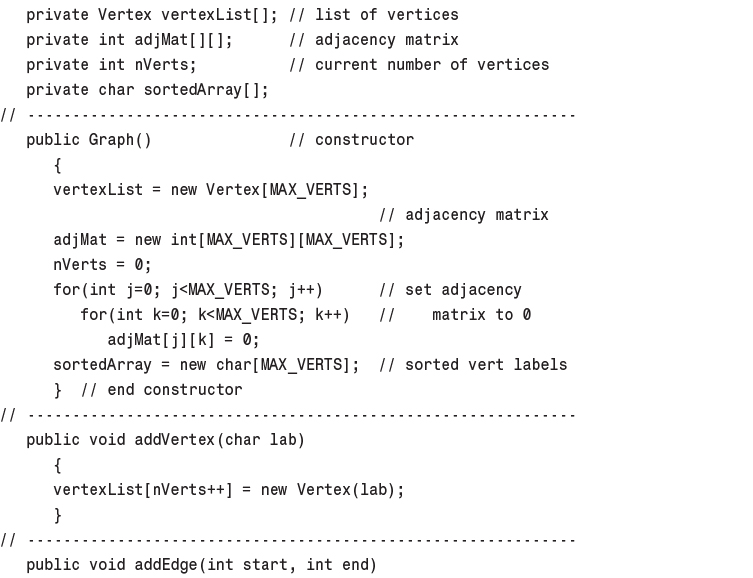 private Vertex vertexList[]; // list of vertices
private int adjMat[][];      // adjacency matrix
private int nVerts;          // current number of vertices
private char sortedArray[];
// -------------------------------------------------------------
public Graph()               // constructor
{
vertexList = new Vertex[MAX_VERTS];
// adjacency matrix
adjMat = new int[MAX_VERTS][MAX_VERTS];
nVerts = 0;
for(int j=0; j<MAX_VERTS; j++)      // set adjacency
for(int k=0; k<MAX_VERTS; k++)   //    matrix to 0
adjMat[j][k] = 0;
sortedArray = new char[MAX_VERTS];  // sorted vert labels
}  // end constructor
// -------------------------------------------------------------
public void addVertex(char lab)
{
vertexList[nVerts++] = new Vertex(lab);
}
// -------------------------------------------------------------
public void addEdge(int start, int end)